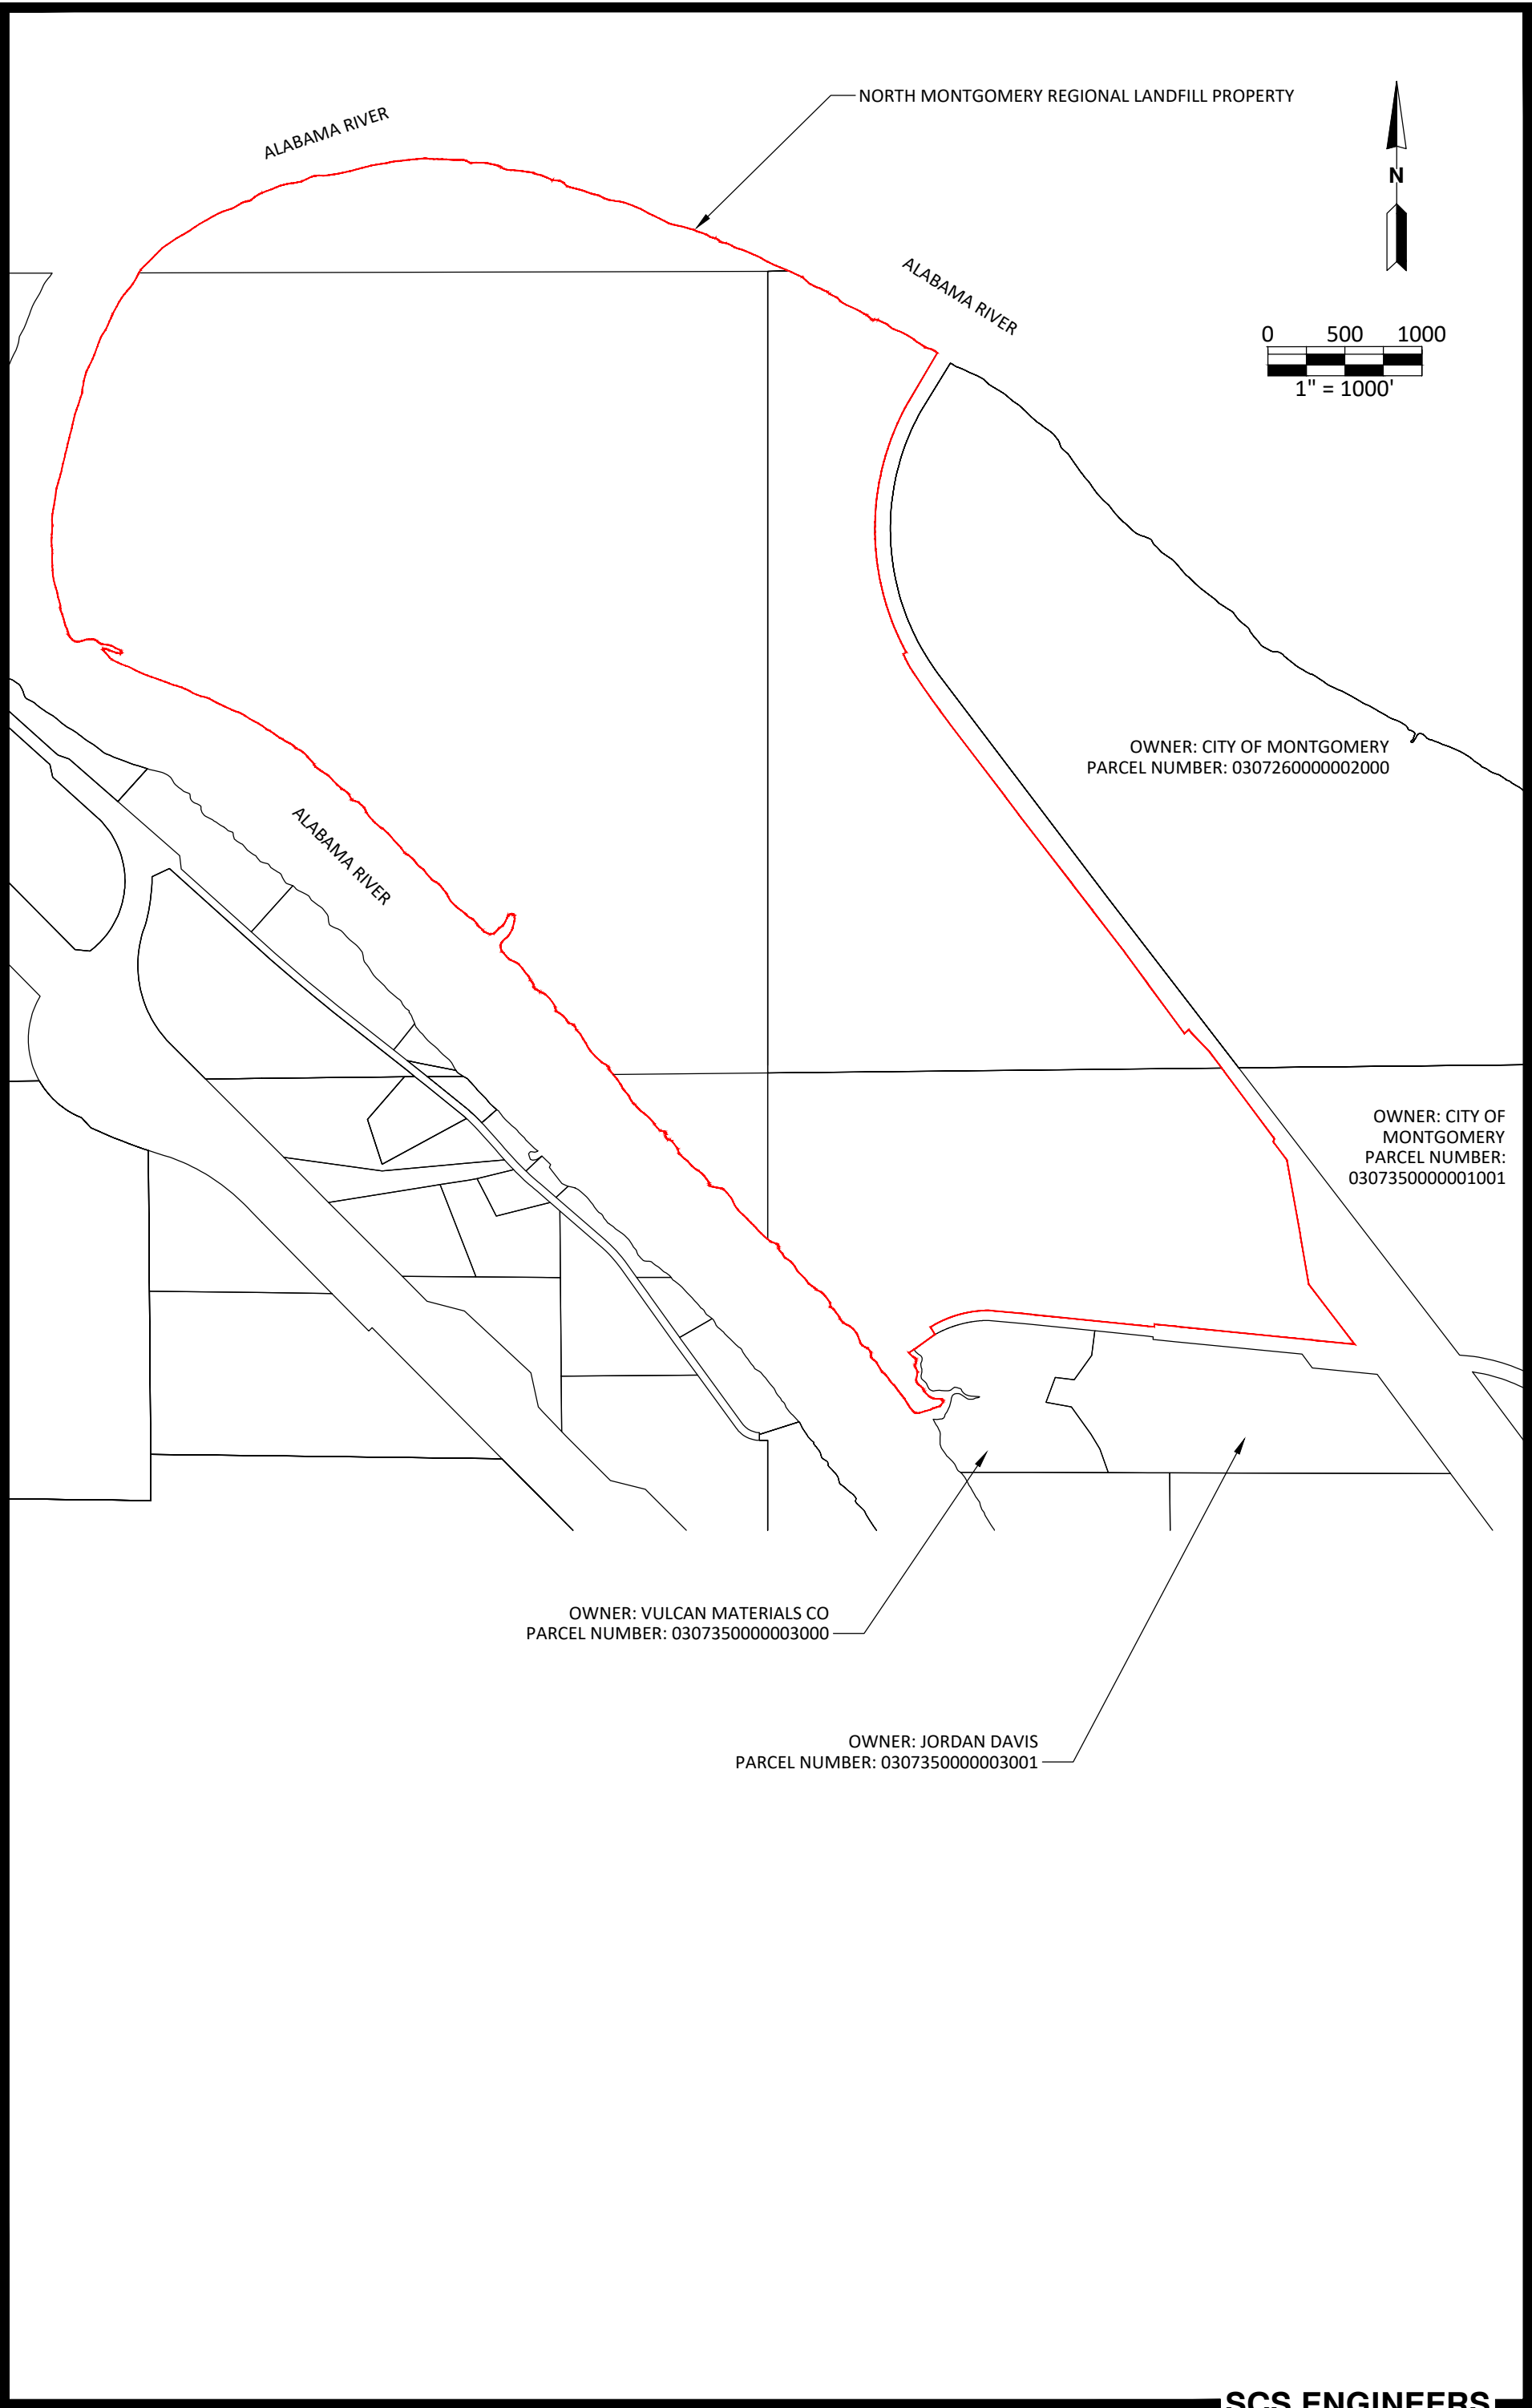 NORTH MONTGOMERY REGIONAL LANDFILL PROPERTY
ALABAMA RIVER
N
ALABAMA RIVER
0 500 1000
1" = 1000'
OWNER: CITY OF MONTGOMERY
PARCEL NUMBER: 0307260000002000
ALABAMA RIVER
OWNER: CITY OF
MONTGOMERY
PARCEL NUMBER:
0307350000001001
OWNER: VULCAN MATERIALS CO
PARCEL NUMBER: 0307350000003000
OWNER: JORDAN DAVIS
PARCEL NUMBER: 0307350000003001
SCS ENGINEERS